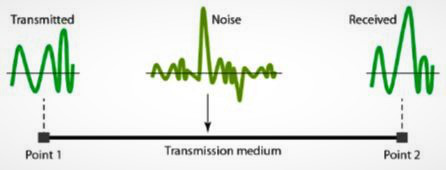 Transmitted
Noise
Received
Point 1
Transmission medium
Point 2